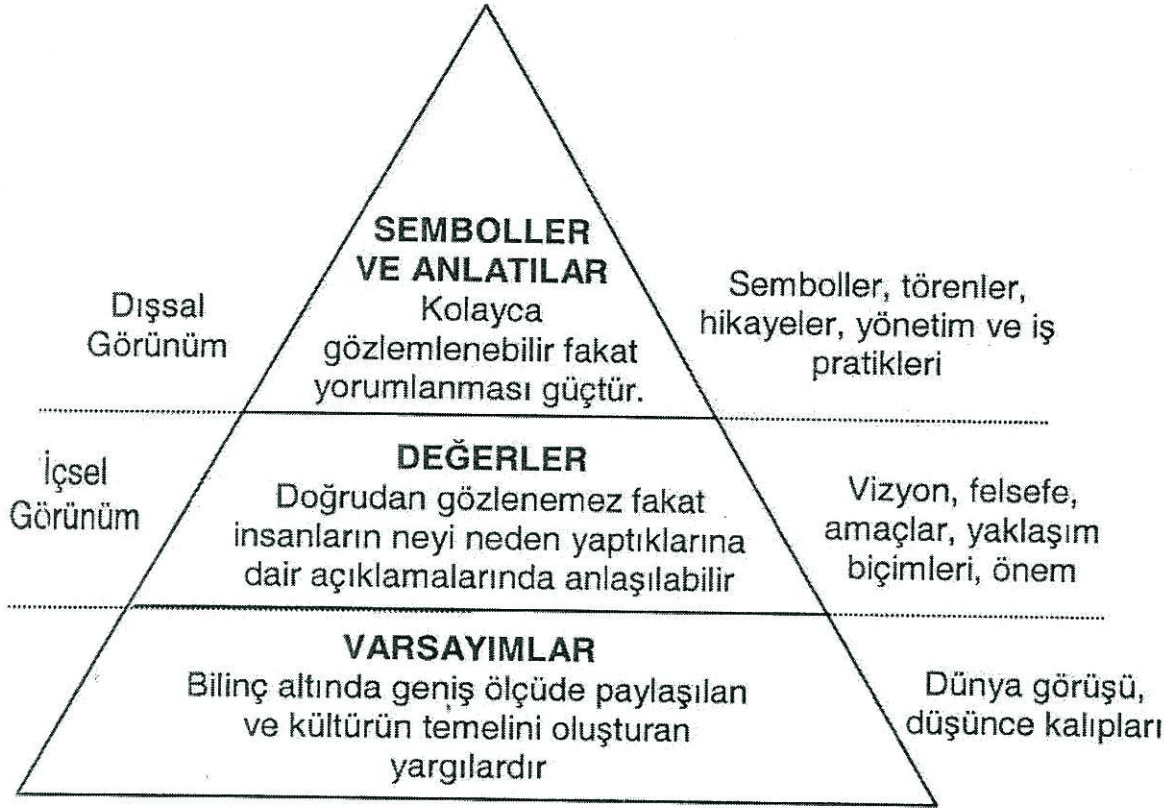 SEMBOLLER
VE ANLATILAR
Kolayca
gözlemlenebilir fakat
yorumlanması güçtür.
Dışsal
Görünüm
Semboller, törenler,
hikayeler, yönetim ve iş
pratikleri
DEĞERLER
Doğrudan gözlenemez fakat
insanların neyi neden yaptıklarına
dair açıklamalarında anlaşılabilir
İçsel
Görünüm
Vizyon, felsefe,
amaçlar, yaklaşım
biçimleri, önem
VARSAYIMLAR
Bilinç altında geniş ölçüde paylaşılan
ve kültürün temelini oluşturan
yargılardır
Dünya görüşü,
düşünce kalıpları